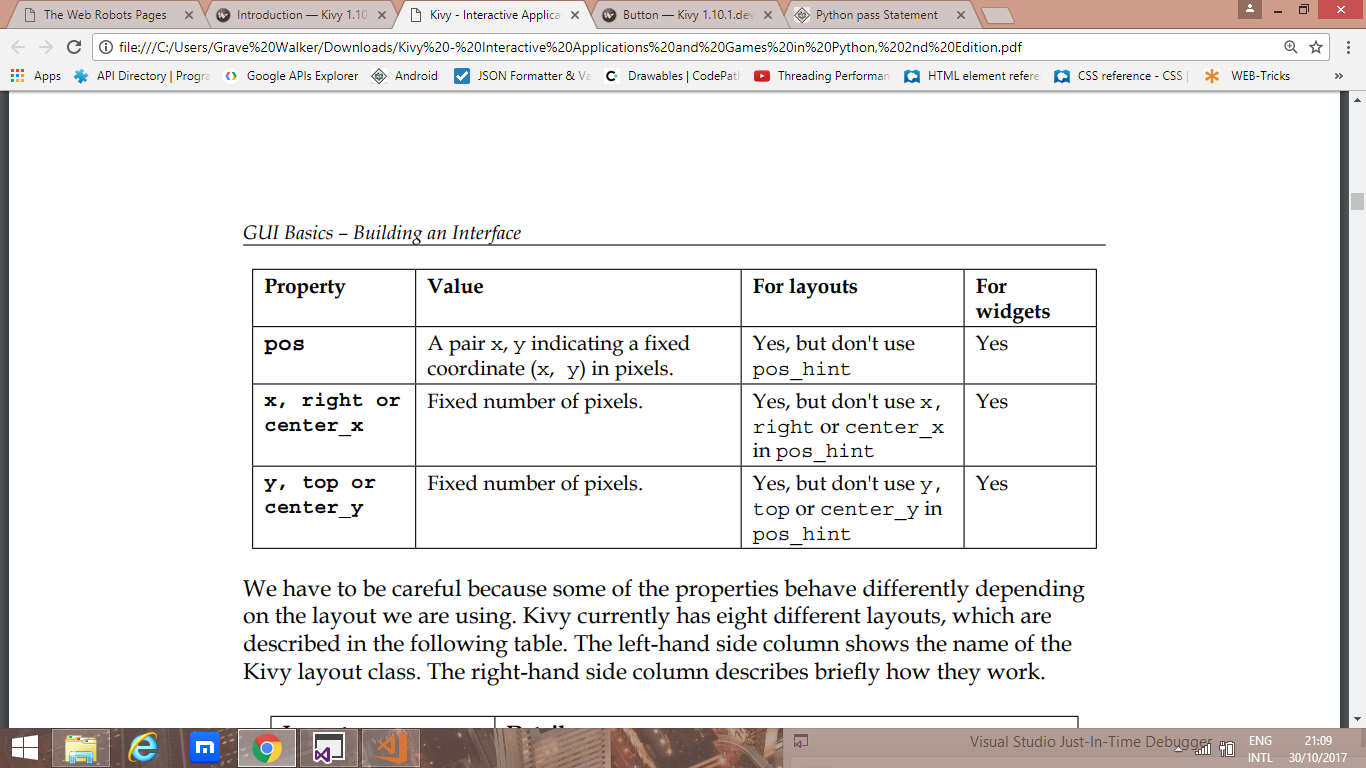 The Web Robots Pages
Introduction — Kivy 1.10
Kivy - Interactive Applica
Button — Kivy 1.10.1.dev
Python pass Statement
file:///C:/Users/Grave%20Walker/Downloads/Kivy%20-%20Interactive%20Applications%20and%20Games%20in%20Python,%202nd%20Edition.pdf
Apps
API Directory | Progra
Google APIs Explorer
Android
JSON Formatter & Va
Drawables | CodePat
Threading Performan
HTML element refere
CSS reference - CSS |
WEB-Tricks
»
GUI Basics – Building an Interface
Property Value For layouts For
widgets
pos A pair x, y indicating a fixed Yes, but don't use Yes
coordinate (x, y) in pixels. pos_hint
x, right or Fixed number of pixels. Yes, but don't use x, Yes
center_x right or center_x
in pos_hint
y, top or Fixed number of pixels. Yes, but don't use y, Yes
center_y top or center_y in
pos_hint
We have to be careful because some of the properties behave differently depending
on the layout we are using. Kivy currently has eight different layouts, which are
described in the following table. The left-hand side column shows the name of the
Kivy layout class. The right-hand side column describes briefly how they work.
Visual Studio Just-In-Time Debugger
ENG
INTL
21:09
30/10/2017